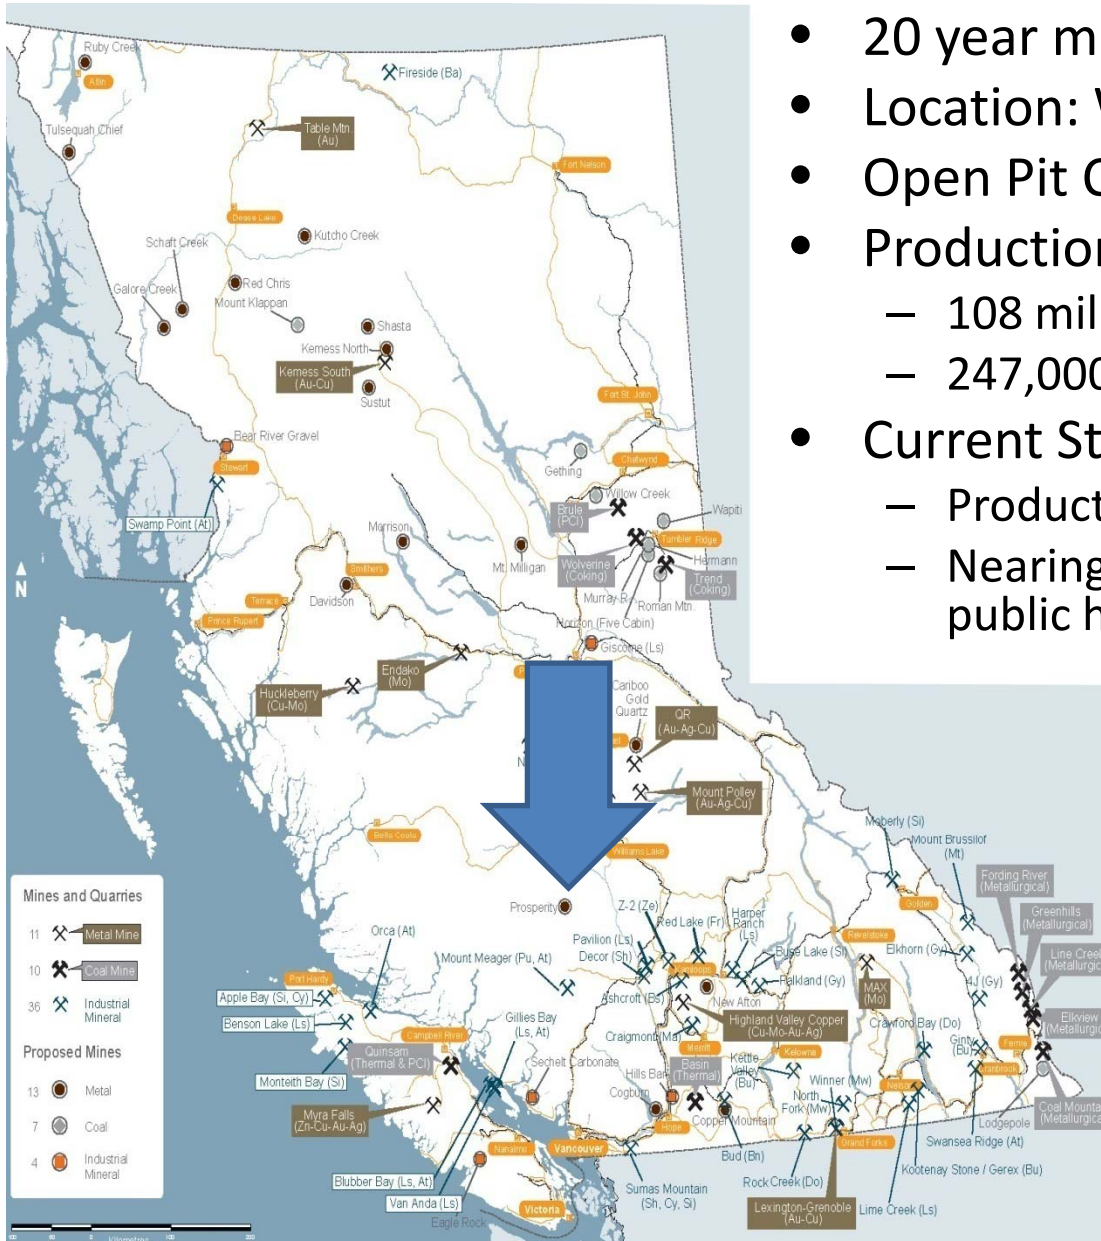 Ruby Creek
Atlin
Fireside (Ba)
Tulsequah Chief
Table Mtn.
(Au)
Fort Nelson
Dease Lake
Schaft Creek
Kutcho Creek
Galore Creek
Red Chris
Mount Klappan
Shasta
Kemess North
Kemess South
(Au-Cu)
Sustut
Fort St. John
Bear River Gravel
Stewart
Chetwynd
Gething
Willow Creek
Brule
(PCI)
Wapiti
Swamp Point (At)
Morrison
Tumbler Ridge
Hermann
Wolverine
(Coking)
Trend
(Coking)
Mt. Milligan
Smithers
Murray R.
Roman Mtn.
Davidson
Terrace
Prince Rupert
Horizon (Five Cabin)
Giscome (Ls)
N
Endako
(Mo)
Huckleberry
(Cu-Mo)
P
Cariboo
Gold
Quartz
QR
(Au-Ag-Cu)
el
N
Mount Polley
(Au-Ag-Cu)
Bella Coola
Williams Lake
Moberly (Si)
Mount Brussilof
(Mt)
Fording River
(Metallurgical)
Golden
Greenhills
(Metallurgical)
Prosperity
Z-2 (Ze)
Red Lake (Fr)
Harper
Ranch
(Ls)
Orca (At)
Pavilion (Ls)
Decor (Sh)
Buse Lake (Si)
Revelstoke
Elkhorn (Gy)
Line Creek
(Metallurgic
Mount Meager (Pu, At)
Kamloops
Port Hardy
Falkland (Gy)
4J (Gy)
Apple Bay (Si, Cy)
Ashcroft (Bs)
New Afton
MAX
(Mo)
Gillies Bay
(Ls, At)
Highland Valley Copper
(Cu-Mo-Au-Ag)
Elkview
(Metallurgic
Benson Lake (Ls)
Campbell River
Craigmont (Ma)
Crawford Bay (Do)
Ginty
(Bu)
Fernie
Quinsam
(Thermal & PCI)
Sechelt Carbonate
Merritt
Kelowna
Kettle
Valley
(Bu)
Basin
(Thermal)
Hills Bar
Monteith Bay (Si)
Winner (Mw)
Nelson
Cranbrook
Cogburn
North
Fork (Mw)
Myra Falls
(Zn-Cu-Au-Ag)
Copper Mountain
Lodgepole
Coal Mounta
(Metallurgica
Hope
Nanaimo
Vancouver
Grand Forks
Swansea Ridge (At)
Bud (Bn)
Kootenay Stone / Gerex (Bu)
Blubber Bay (Ls, At)
Rock Creek (Do)
Sumas Mountain
(Sh, Cy, Si)
Van Anda (Ls)
Lexington-Grenoble
(Au-Cu)
Lime Creek (Ls)
Victoria
Eagle Rock
Mines and Quarries
11 Metal Mine
10 Coal Mine
36 Industrial
Mineral
Proposed Mines
13 Metal
7 Coal
4 Industrial
Mineral
Kilometres
• 20 year m
• Location: W
• Open Pit
• Production
– 108 mil
– 247,000
• Current St
– Product
– Nearing
public h